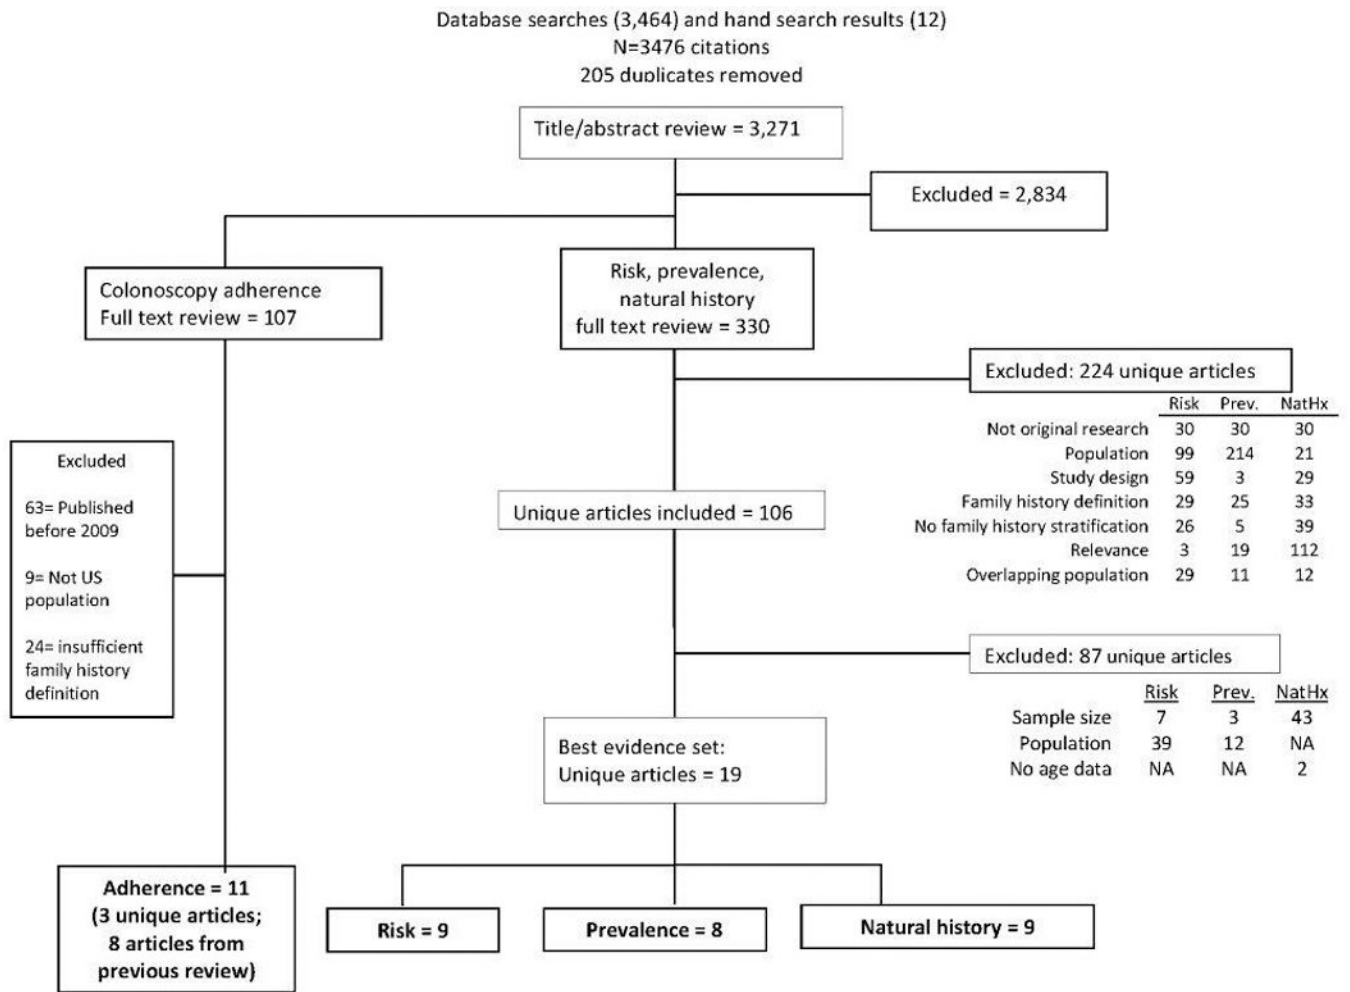 Database searches (3,464) and hand search results (12)
N=3476 citations
205 duplicates removed
Title/abstract review = 3,271
Excluded = 2,834
Colonoscopy adherence
Full text review = 107
Risk, prevalence,
natural history
full text review = 330
Excluded: 224 unique articles
Risk Prev. NatHx
Not original research 30 30 30
Population 99 214 21
Study design 59 3 29
Family history definition 29 25 33
No family history stratification 26 5 39
Relevance 3 19 112
Overlapping population 29 11 12
Excluded
63= Published
before 2009
9= Not US
population
24= insufficient
family history
definition
Unique articles included = 106
Excluded: 87 unique articles
Risk Prev. NatHx
Sample size 7 3 43
Population 39 12 NA
No age data NA NA 2
Best evidence set:
Unique articles = 19
Adherence = 11
(3 unique articles;
8 articles from
previous review)
Risk = 9
Prevalence = 8
Natural history = 9